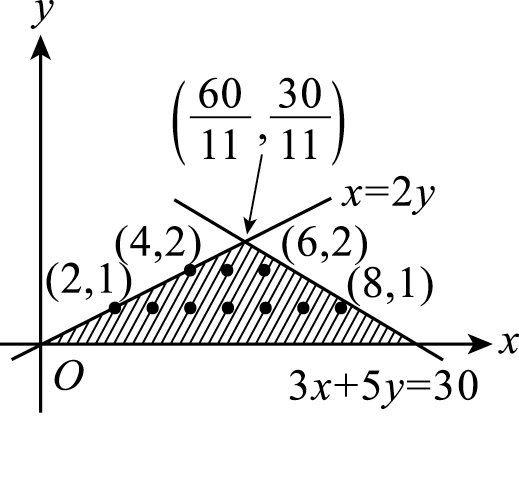 y
(60/11, 30/11)
x=2y
(4,2)
(6,2)
(2,1)
(8,1)
x
O
3x+5y=30